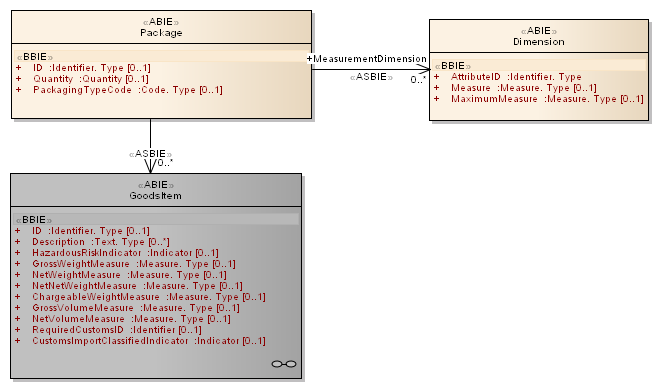 «ABIE»
Package
«BBIE»
+ ID :Identifier. Type [0..1]
+ Quantity :Quantity [0..1]
+ PackagingTypeCode :Code. Type [0..1]
+MeasurementDimension
«ASBIE»
0..*
«ABIE»
Dimension
«BBIE»
+ AttributeID :Identifier. Type
+ Measure :Measure. Type [0..1]
+ MaximumMeasure :Measure. Type [0..1]
«ASBIE»
0..*
«ABIE»
GoodsItem
«BBIE»
+ ID :Identifier. Type [0..1]
+ Description :Text. Type [0..*]
+ HazardousRiskIndicator :Indicator [0..1]
+ GrossWeightMeasure :Measure. Type [0..1]
+ NetWeightMeasure :Measure. Type [0..1]
+ NetNetWeightMeasure :Measure. Type [0..1]
+ ChargeableWeightMeasure :Measure. Type [0..1]
+ GrossVolumeMeasure :Measure. Type [0..1]
+ NetVolumeMeasure :Measure. Type [0..1]
+ RequiredCustomsID :Identifier [0..1]
+ CustomsImportClassifiedIndicator :Indicator [0..1]